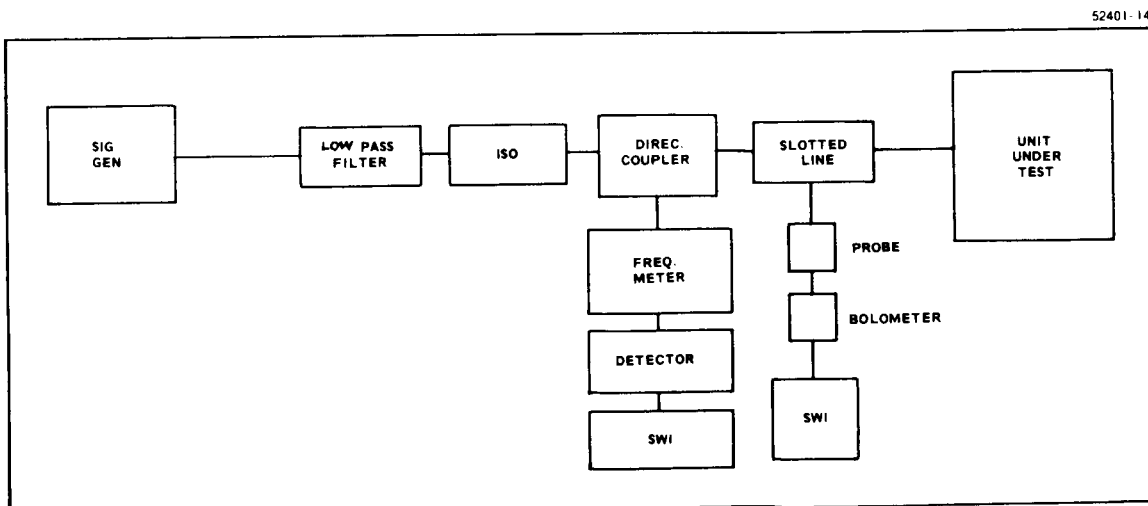 52401-14
SIG
GEN
LOW PASS
FILTER
ISO
DIREC.
COUPLER
SLOTTED
LINE
UNIT
UNDER
TEST
FREQ.
METER
PROBE
BOLOMETER
DETECTOR
SWI
SWI